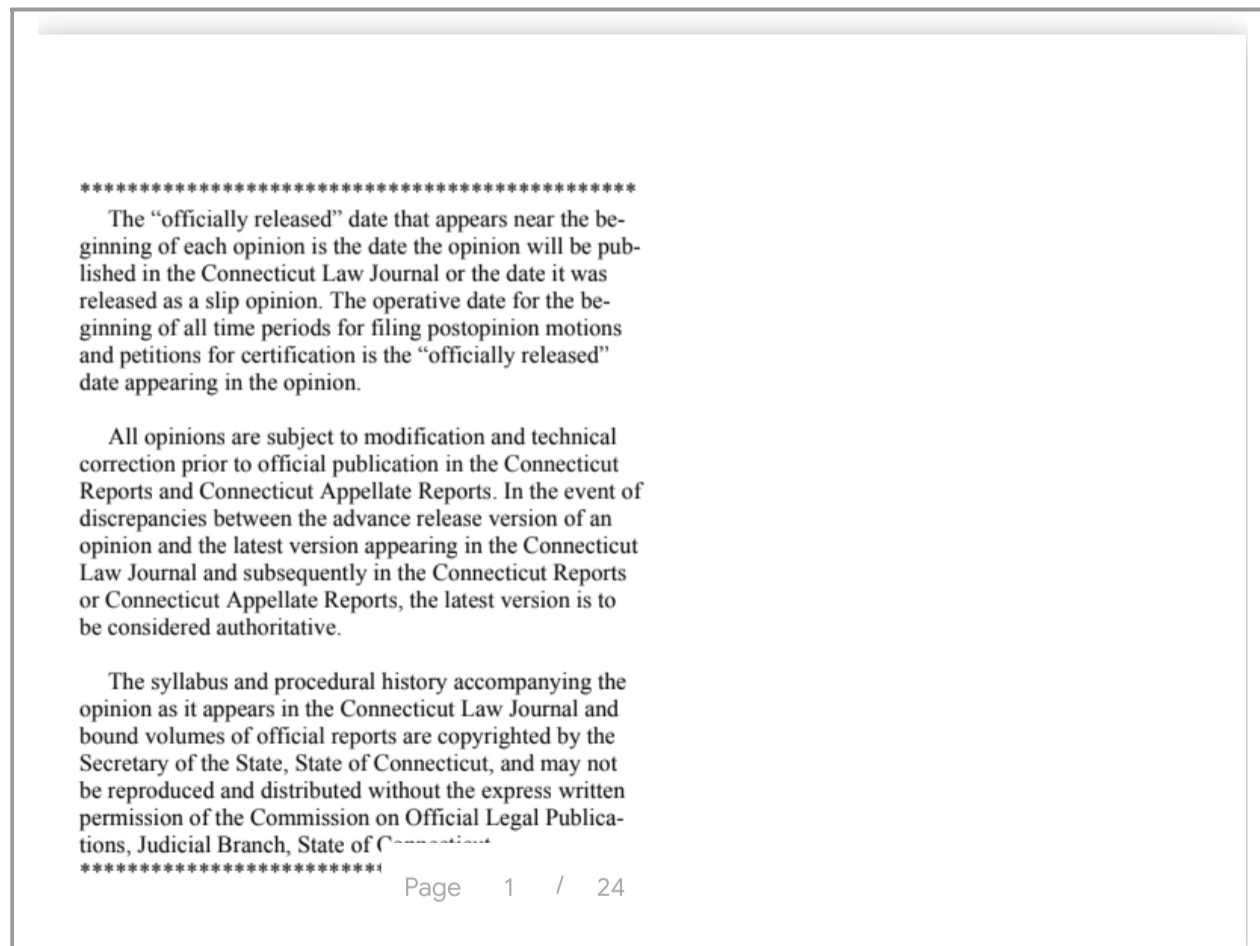 ***********************************************
The “officially released” date that appears near the be-
ginning of each opinion is the date the opinion will be pub-
lished in the Connecticut Law Journal or the date it was
released as a slip opinion. The operative date for the be-
ginning of all time periods for filing postopinion motions
and petitions for certification is the “officially released”
date appearing in the opinion.
All opinions are subject to modification and technical
correction prior to official publication in the Connecticut
Reports and Connecticut Appellate Reports. In the event of
discrepancies between the advance release version of an
opinion and the latest version appearing in the Connecticut
Law Journal and subsequently in the Connecticut Reports
or Connecticut Appellate Reports, the latest version is to
be considered authoritative.
The syllabus and procedural history accompanying the
opinion as it appears in the Connecticut Law Journal and
bound volumes of official reports are copyrighted by the
Secretary of the State, State of Connecticut, and may not
be reproduced and distributed without the express written
permission of the Commission on Official Legal Publica-
tions, Judicial Branch, State of
**************************
Page 1 / 24